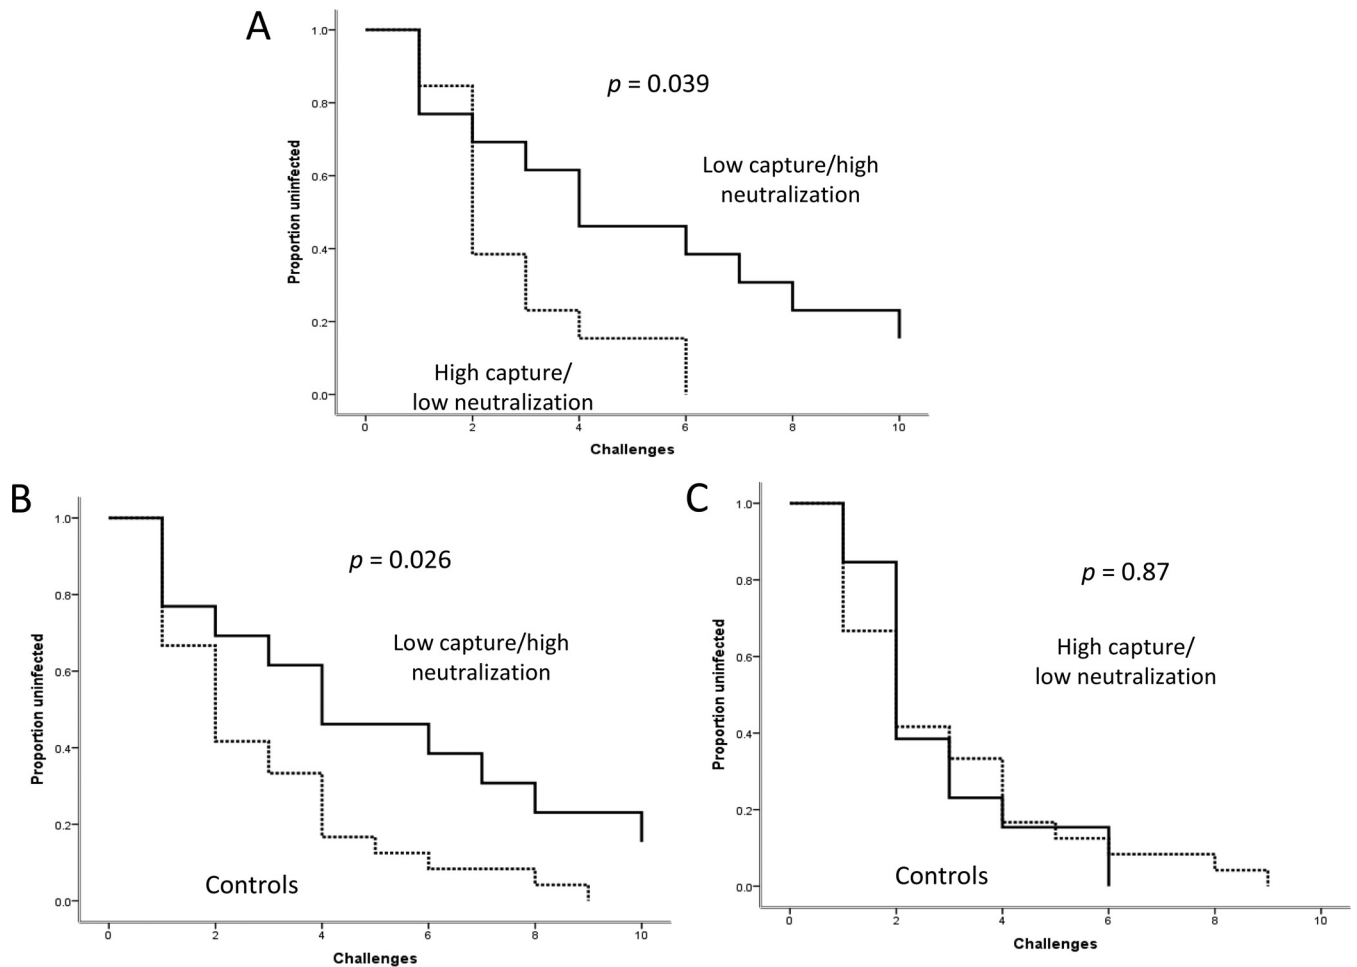 A
1.0
0.8
0.6
0.4
0.2
0.0
Proportion uninfected
p = 0.039
Low capture/high
neutralization
High capture/
low neutralization
0 2 4 6 8 10
Challenges
B
1.0
0.8
0.6
0.4
0.2
0.0
Proportion uninfected
p = 0.026
Low capture/high
neutralization
Controls
0 2 4 6 8 10
Challenges
C
1.0
0.8
0.6
0.4
0.2
0.0
Proportion uninfected
p = 0.87
High capture/
low neutralization
Controls
0 2 4 6 8 10
Challenges